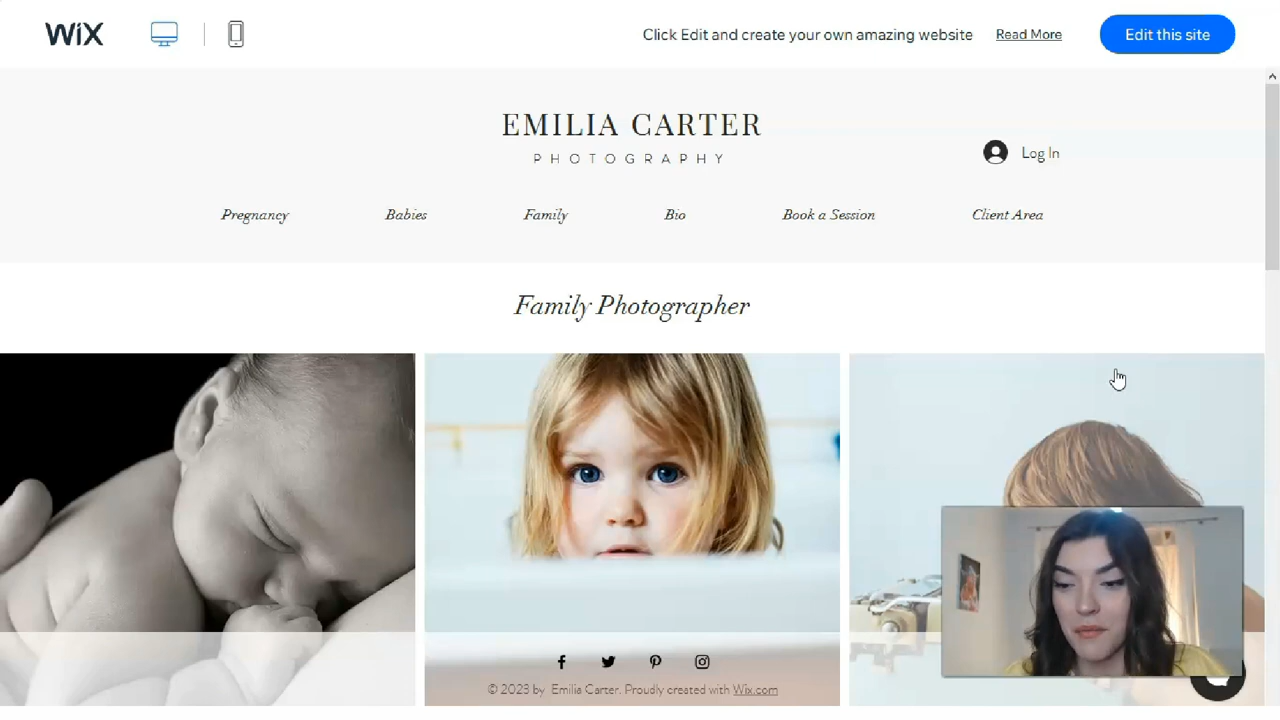 WiX
Click Edit and create your own amazing website Read More Edit this site
EMILIA CARTER
PHOTOGRAPHY
Log In
Pregnancy Babies Family Bio Book a Session Client Area
Family Photographer
© 2023 by Emilia Carter. Proudly created with Wix.com